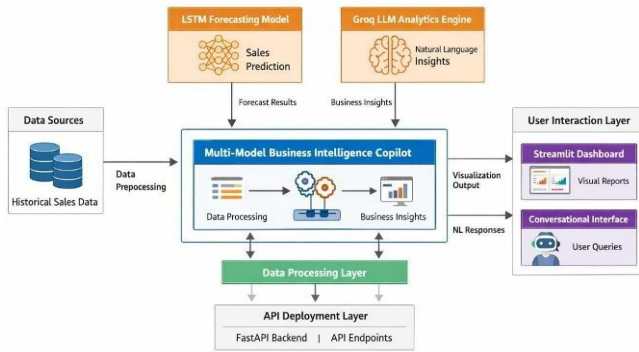 LSTM Forecasting Model
Sales
Prediction
Groq LLM Analytics Engine
Natural Language
Insights
Forecast Results
Business Insights
Data Sources
Historical Sales Data
Data
Prepocessing
Multi-Model Business Intelligence Copilot
Data Processing
Business Insights
Visualization
Output
NL Responses
User Interaction Layer
Streamlit Dashboard
Visual Reports
Conversational Interface
User Queries
Data Processing Layer
API Deployment Layer
FastAPI Backend | API Endpoints